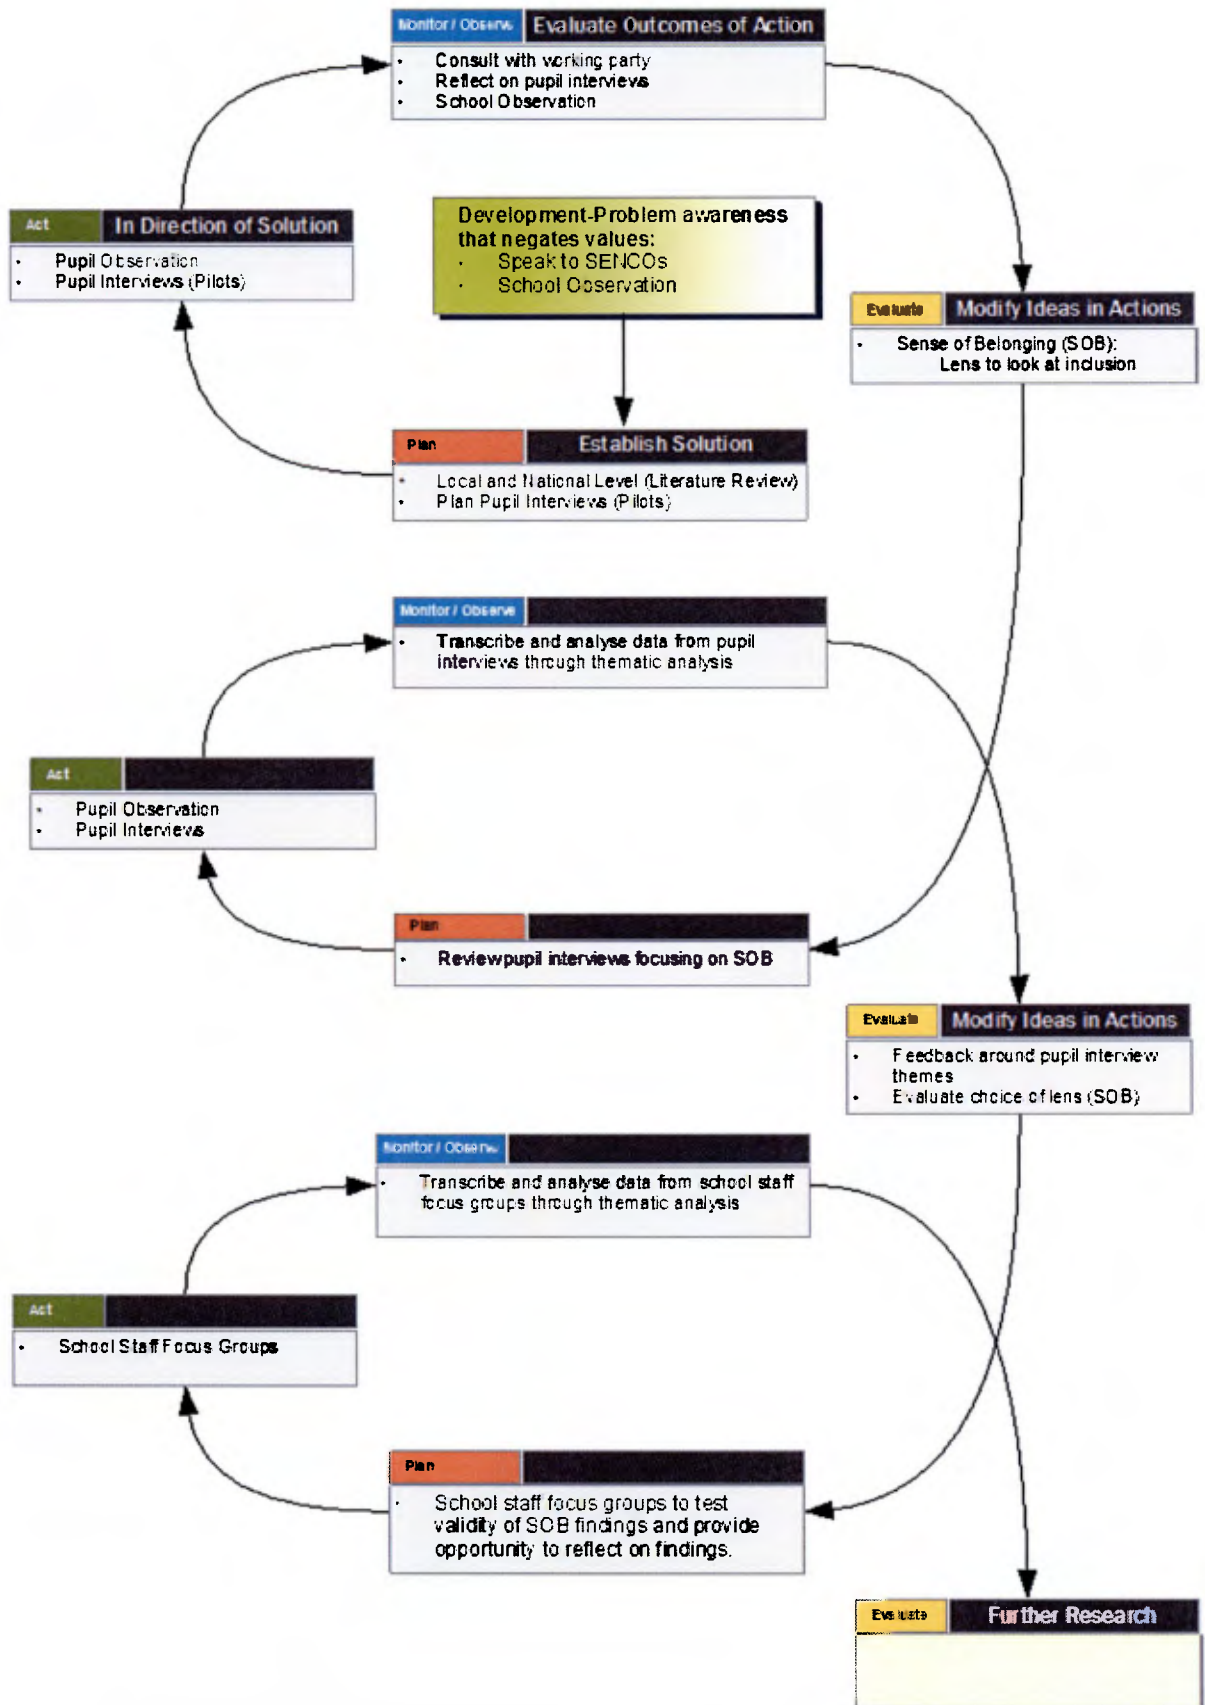 Monitor / Observe Evaluate Outcomes of Action
• Consult with working party
• Reflect on pupil interviews
• School Observation
Act In Direction of Solution
• Pupil Observation
• Pupil Interviews (Pilots)
Development-Problem awareness
that negates values:
• Speak to SENCOs
• School Observation
Evaluate Modify Ideas in Actions
• Sense of Belonging (SOB):
Lens to look at inclusion
Plan Establish Solution
• Local and National Level (Literature Review)
• Plan Pupil Interviews (Pilots)
Monitor / Observe
• Transcribe and analyse data from pupil
interviews through thematic analysis
Act
• Pupil Observation
• Pupil Interviews
Plan
• Review pupil interviews focusing on SOB
Evaluate Modify Ideas in Actions
• Feedback around pupil interview
themes
• Evaluate choice of lens (SOB)
Monitor / Observe
• Transcribe and analyse data from school staff
focus groups through thematic analysis
Act
• School Staff Focus Groups
Plan
• School staff focus groups to test
validity of SOB findings and provide
opportunity to reflect on findings.
Evaluate Further Research